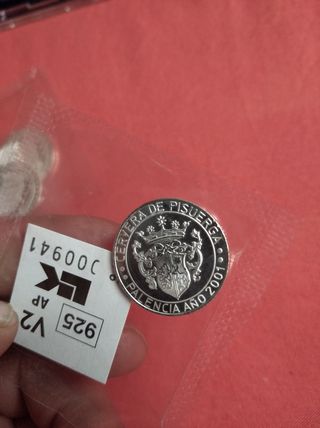 CERVERA DE PISUERGA
PALENCIA AÑO 2001
V2
925
AP
LK
J00941